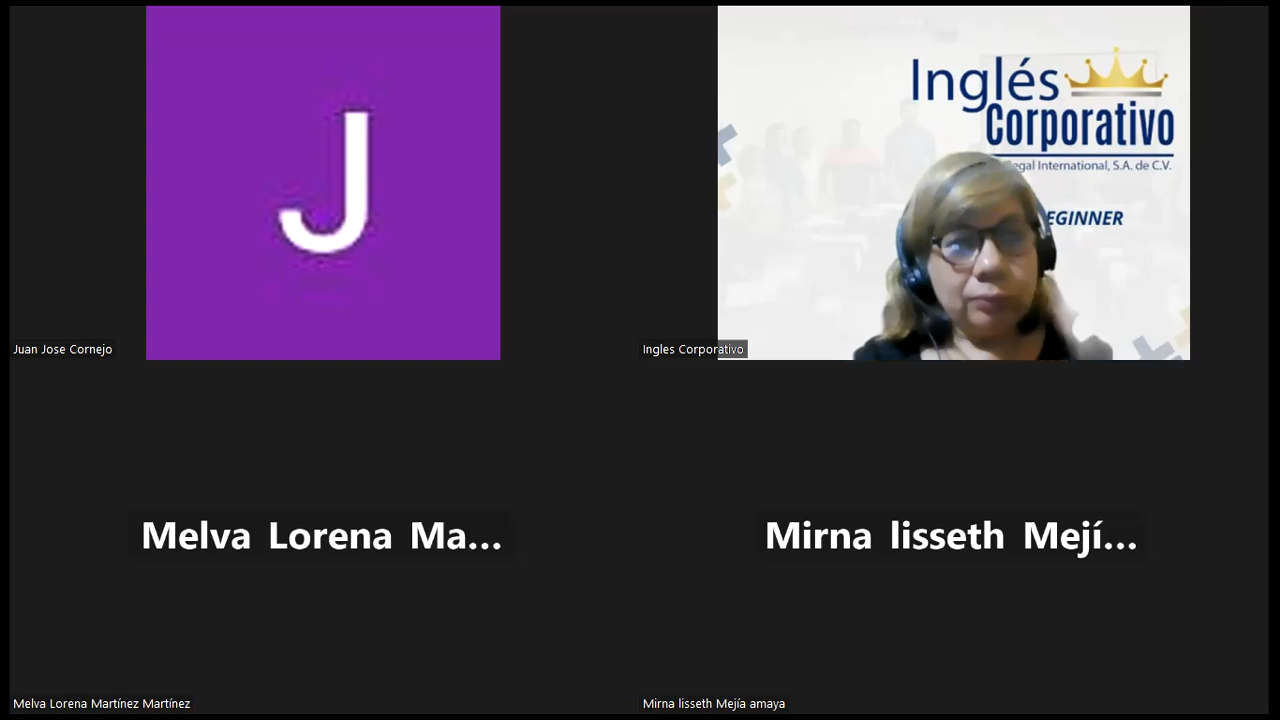 J
Inglés
Corporativo
egal International, S.A. de C.V.
EGINNER
Juan Jose Cornejo
Ingles Corporativo
Melva Lorena Ma...
Mirna lisseth Mejí...
Melva Lorena Martínez Martínez
Mirna lisseth Mejía amaya